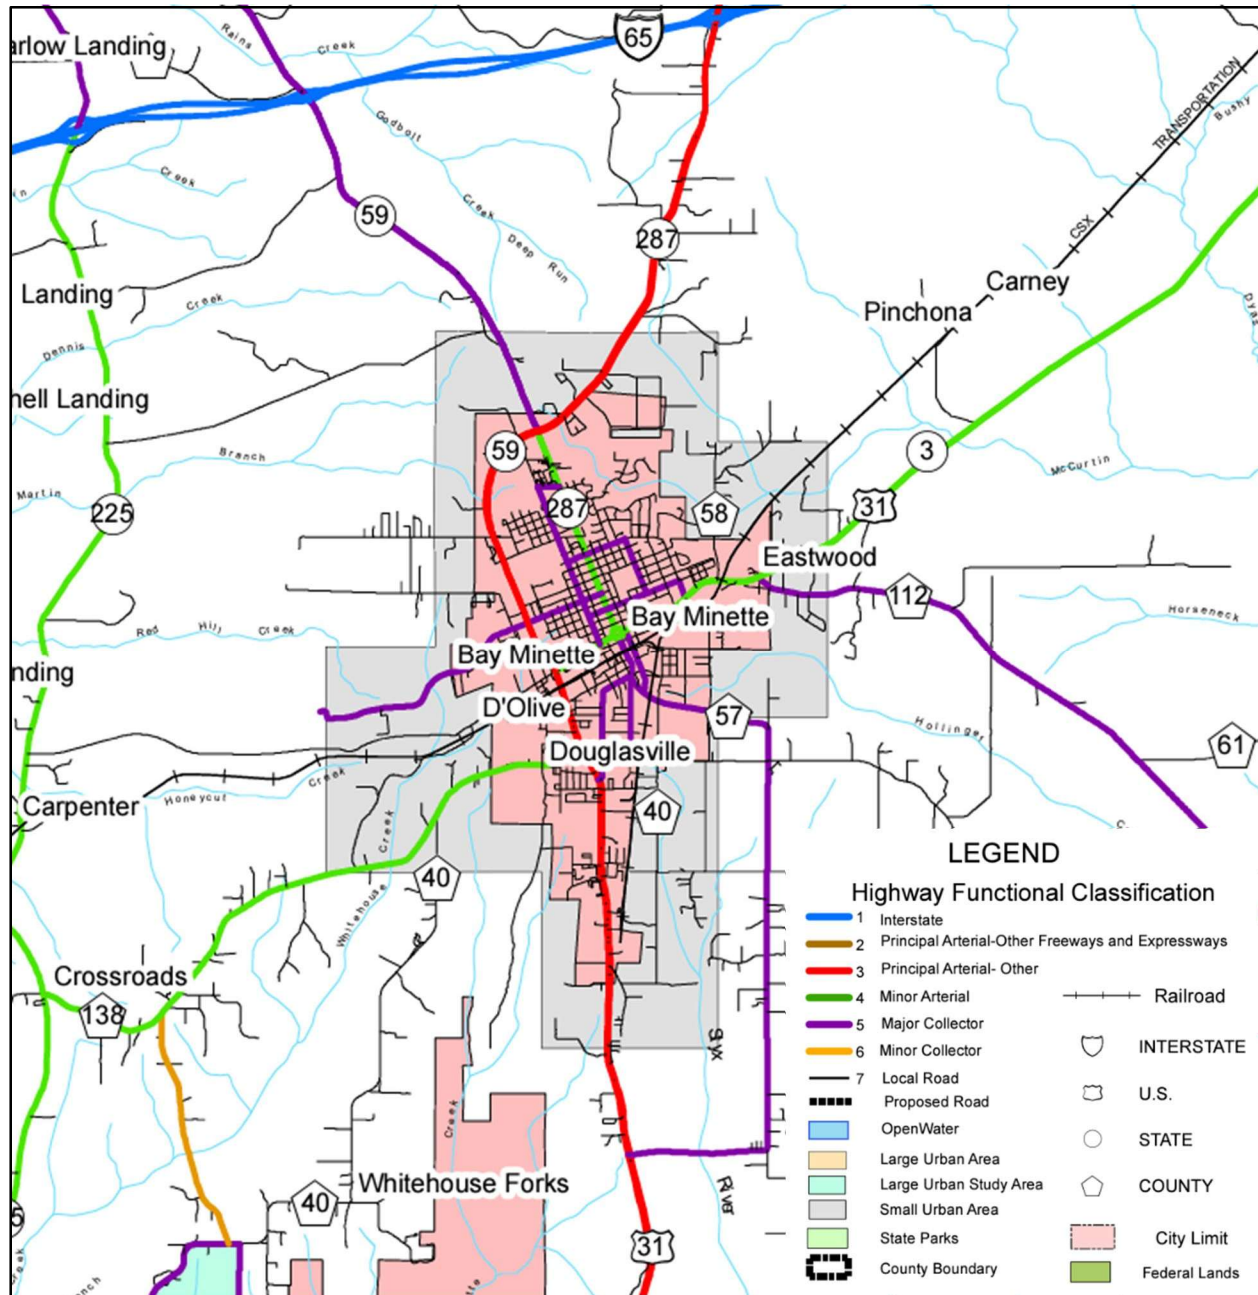 65
arlow Landing
Rains
Creek
TRANSPORTATION
Bushy
Godbolt
Creek
in
Creek
59
CSX
287
Deep Run
Carney
Landing
Creek
Pinchona
Dyas
Dennis
nell Landing
59
3
Branch
McCurtin
Martin
225
287
58
31
Eastwood
112
Horseneck
Red Hill Creek
Bay Minette
Bay Minette
nding
D'Olive
57
Hollinger
Douglasville
61
Creek
Honeycut
Carpenter
40
Creek
C
40
Whitehouse
Crossroads
138
Styx
Creek
Whitehouse Forks
River
40
5
31
Creek
nch
LEGEND
Highway Functional Classification
1 Interstate
2 Principal Arterial-Other Freeways and Expressways
3 Principal Arterial- Other
4 Minor Arterial
Railroad
5 Major Collector
6 Minor Collector
INTERSTATE
7 Local Road
Proposed Road
U.S.
OpenWater
STATE
Large Urban Area
Large Urban Study Area
COUNTY
Small Urban Area
State Parks
City Limit
County Boundary
Federal Lands